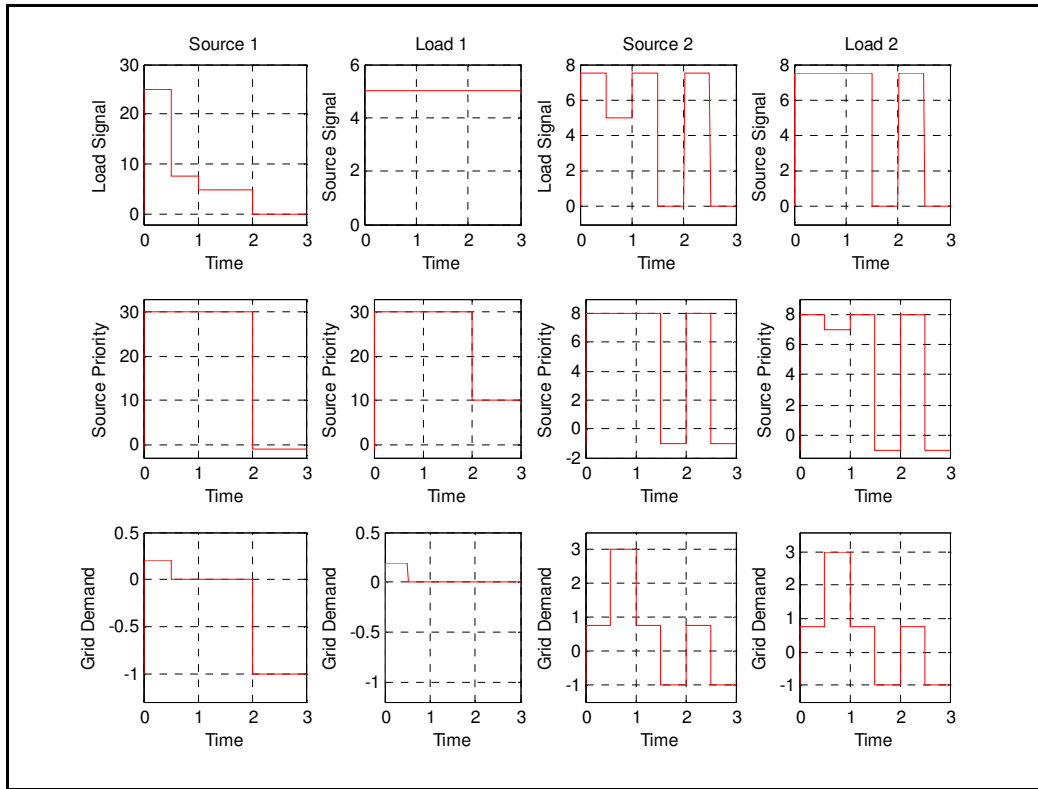 Source 1
Load 1
Source 2
Load 2
Load Signal
30
20
10
0
0 1 2 3
Time
Source Signal
6
4
2
0
0 1 2 3
Time
Load Signal
8
6
4
2
0
0 1 2 3
Time
Source Signal
8
6
4
2
0
0 1 2 3
Time
Source Priority
30
20
10
0
0 1 2 3
Time
Source Priority
30
20
10
0
0 1 2 3
Time
Source Priority
8
6
4
2
0
-2
0 1 2 3
Time
Source Priority
8
6
4
2
0
0 1 2 3
Time
Grid Demand
0.5
0
-0.5
-1
0 1 2 3
Time
Grid Demand
0.5
0
-0.5
-1
0 1 2 3
Time
Grid Demand
3
2
1
0
-1
0 1 2 3
Time
Grid Demand
3
2
1
0
-1
0 1 2 3
Time